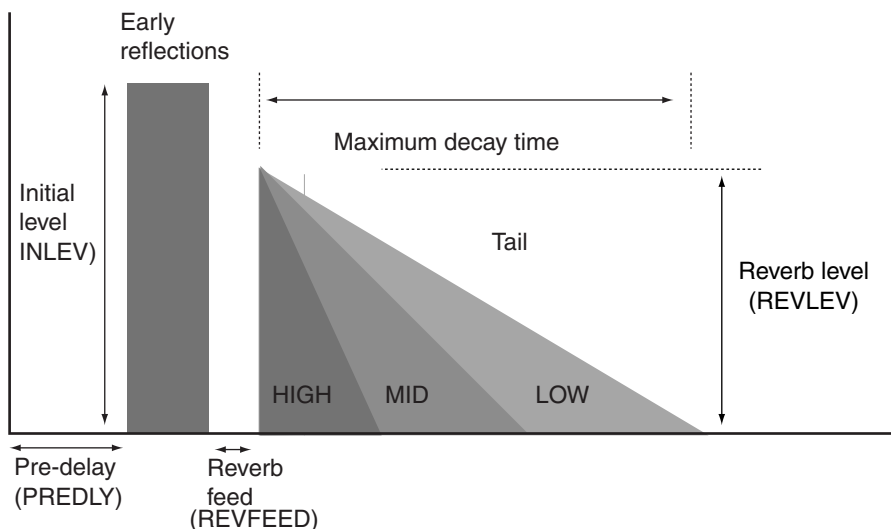 Early
reflections
Maximum decay time
Initial
level
INLEV)
Tail
Reverb level
(REVLEV)
HIGH
MID
LOW
Pre-delay
(PREDLY)
Reverb
feed
(REVFEED)